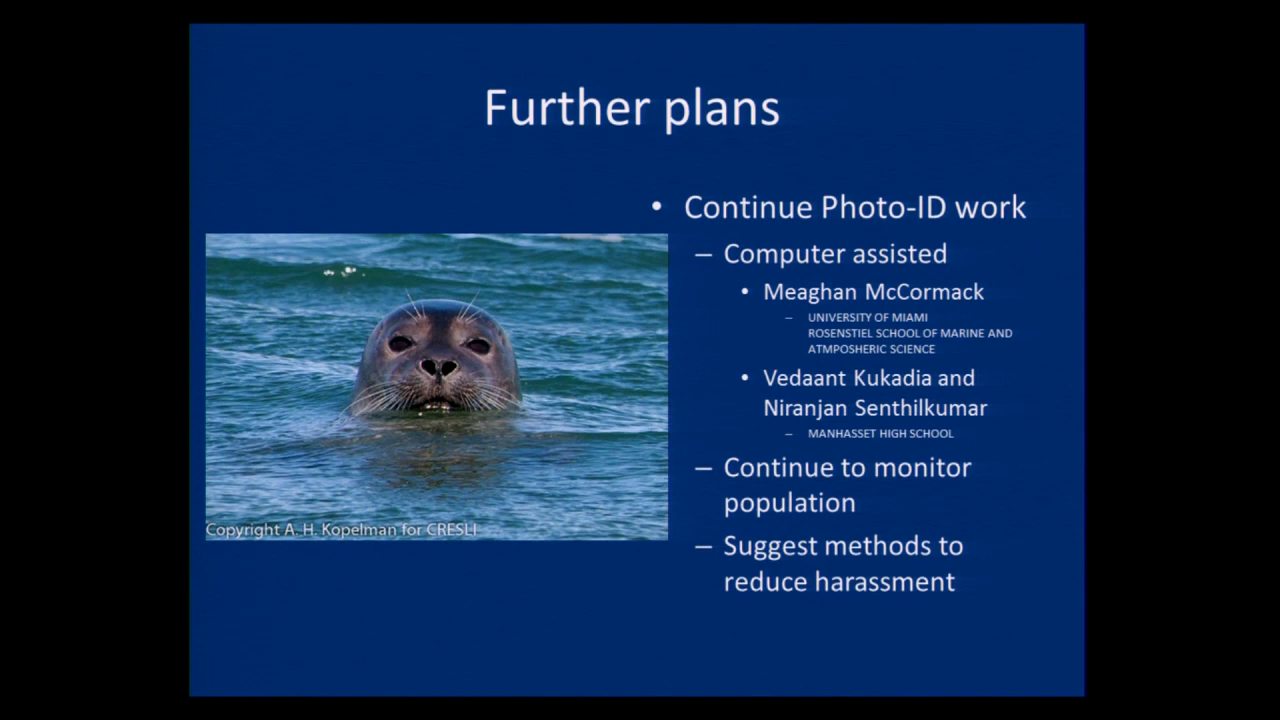 Further plans
• Continue Photo-ID work
– Computer assisted
• Meaghan McCormack
– UNIVERSITY OF MIAMI
ROSENSTIEL SCHOOL OF MARINE AND
ATMPOSHERIC SCIENCE
• Vedaant Kukadia and
Niranjan Senthilkumar
– MANHASSET HIGH SCHOOL
– Continue to monitor
population
– Suggest methods to
reduce harassment
Copyright A. H. Kopelman for CRESLI